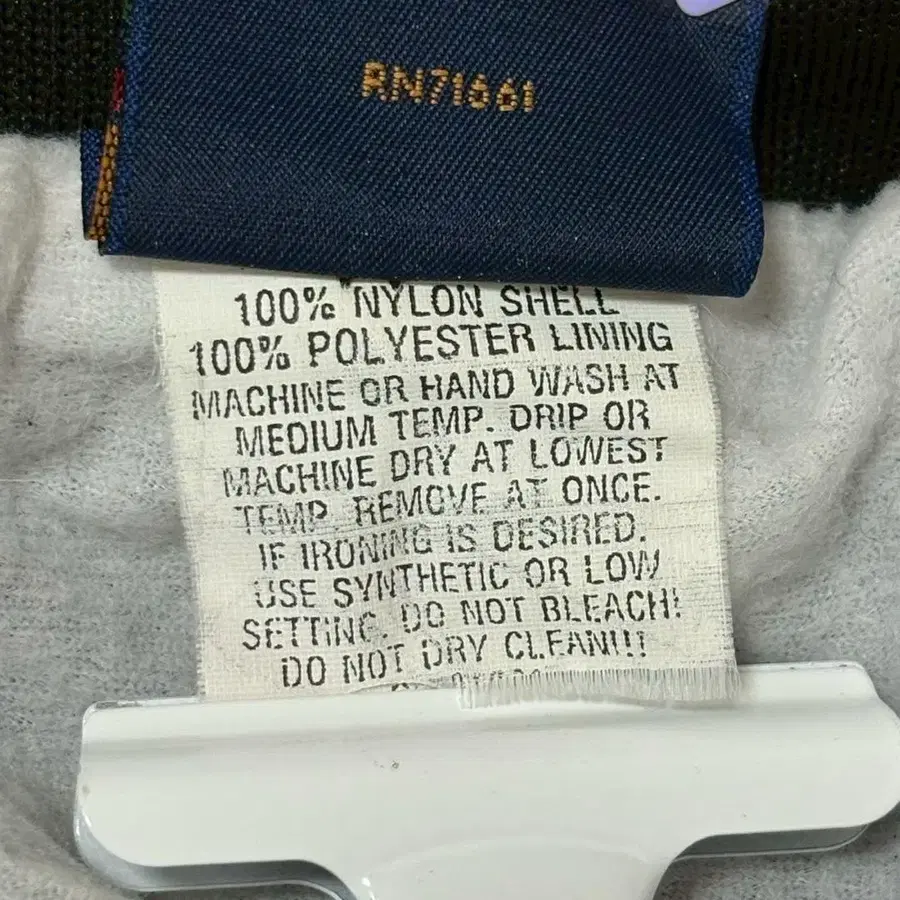 RN71661
100% NYLON SHELL
100% POLYESTER LINING
MACHINE OR HAND WASH AT
MEDIUM TEMP. DRIP OR
MACHINE DRY AT LOWEST
TEMP. REMOVE AT ONCE.
IF IRONING IS DESIRED.
USE SYNTHETIC OR LOW
SETTING. DO NOT BLEACH!
DO NOT DRY CLEAN!!!